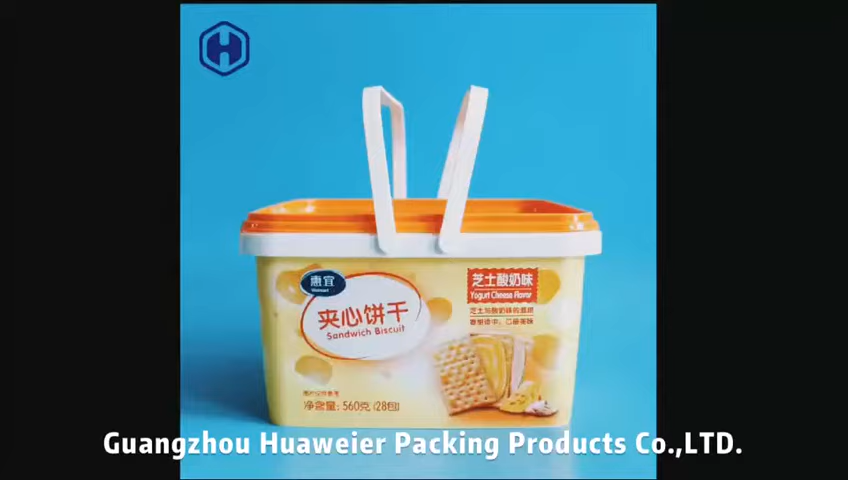 惠宜
夹心饼干
Sandwich Biscuit
芝士酸奶味
Yogurt Cheese Flavor
净含量: 560克 (28包)
Guangzhou Huaweier Packing Products Co.,LTD.